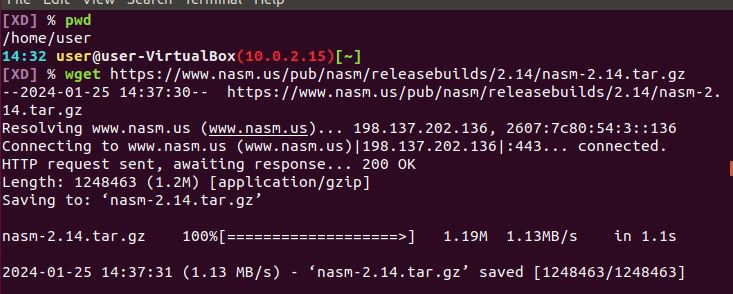 File Edit View Search Terminal Help
[XD] % pwd
/home/user
14:32 user@user-VirtualBox(10.0.2.15)[~]
[XD] % wget https://www.nasm.us/pub/nasm/releasebuilds/2.14/nasm-2.14.tar.gz
--2024-01-25 14:37:30--  https://www.nasm.us/pub/nasm/releasebuilds/2.14/nasm-2.
14.tar.gz
Resolving www.nasm.us (www.nasm.us)... 198.137.202.136, 2607:7c80:54:3::136
Connecting to www.nasm.us (www.nasm.us)|198.137.202.136|:443... connected.
HTTP request sent, awaiting response... 200 OK
Length: 1248463 (1.2M) [application/gzip]
Saving to: ‘nasm-2.14.tar.gz’
nasm-2.14.tar.gz    100%[===================>]   1.19M  1.13MB/s    in 1.1s
2024-01-25 14:37:31 (1.13 MB/s) - ‘nasm-2.14.tar.gz’ saved [1248463/1248463]